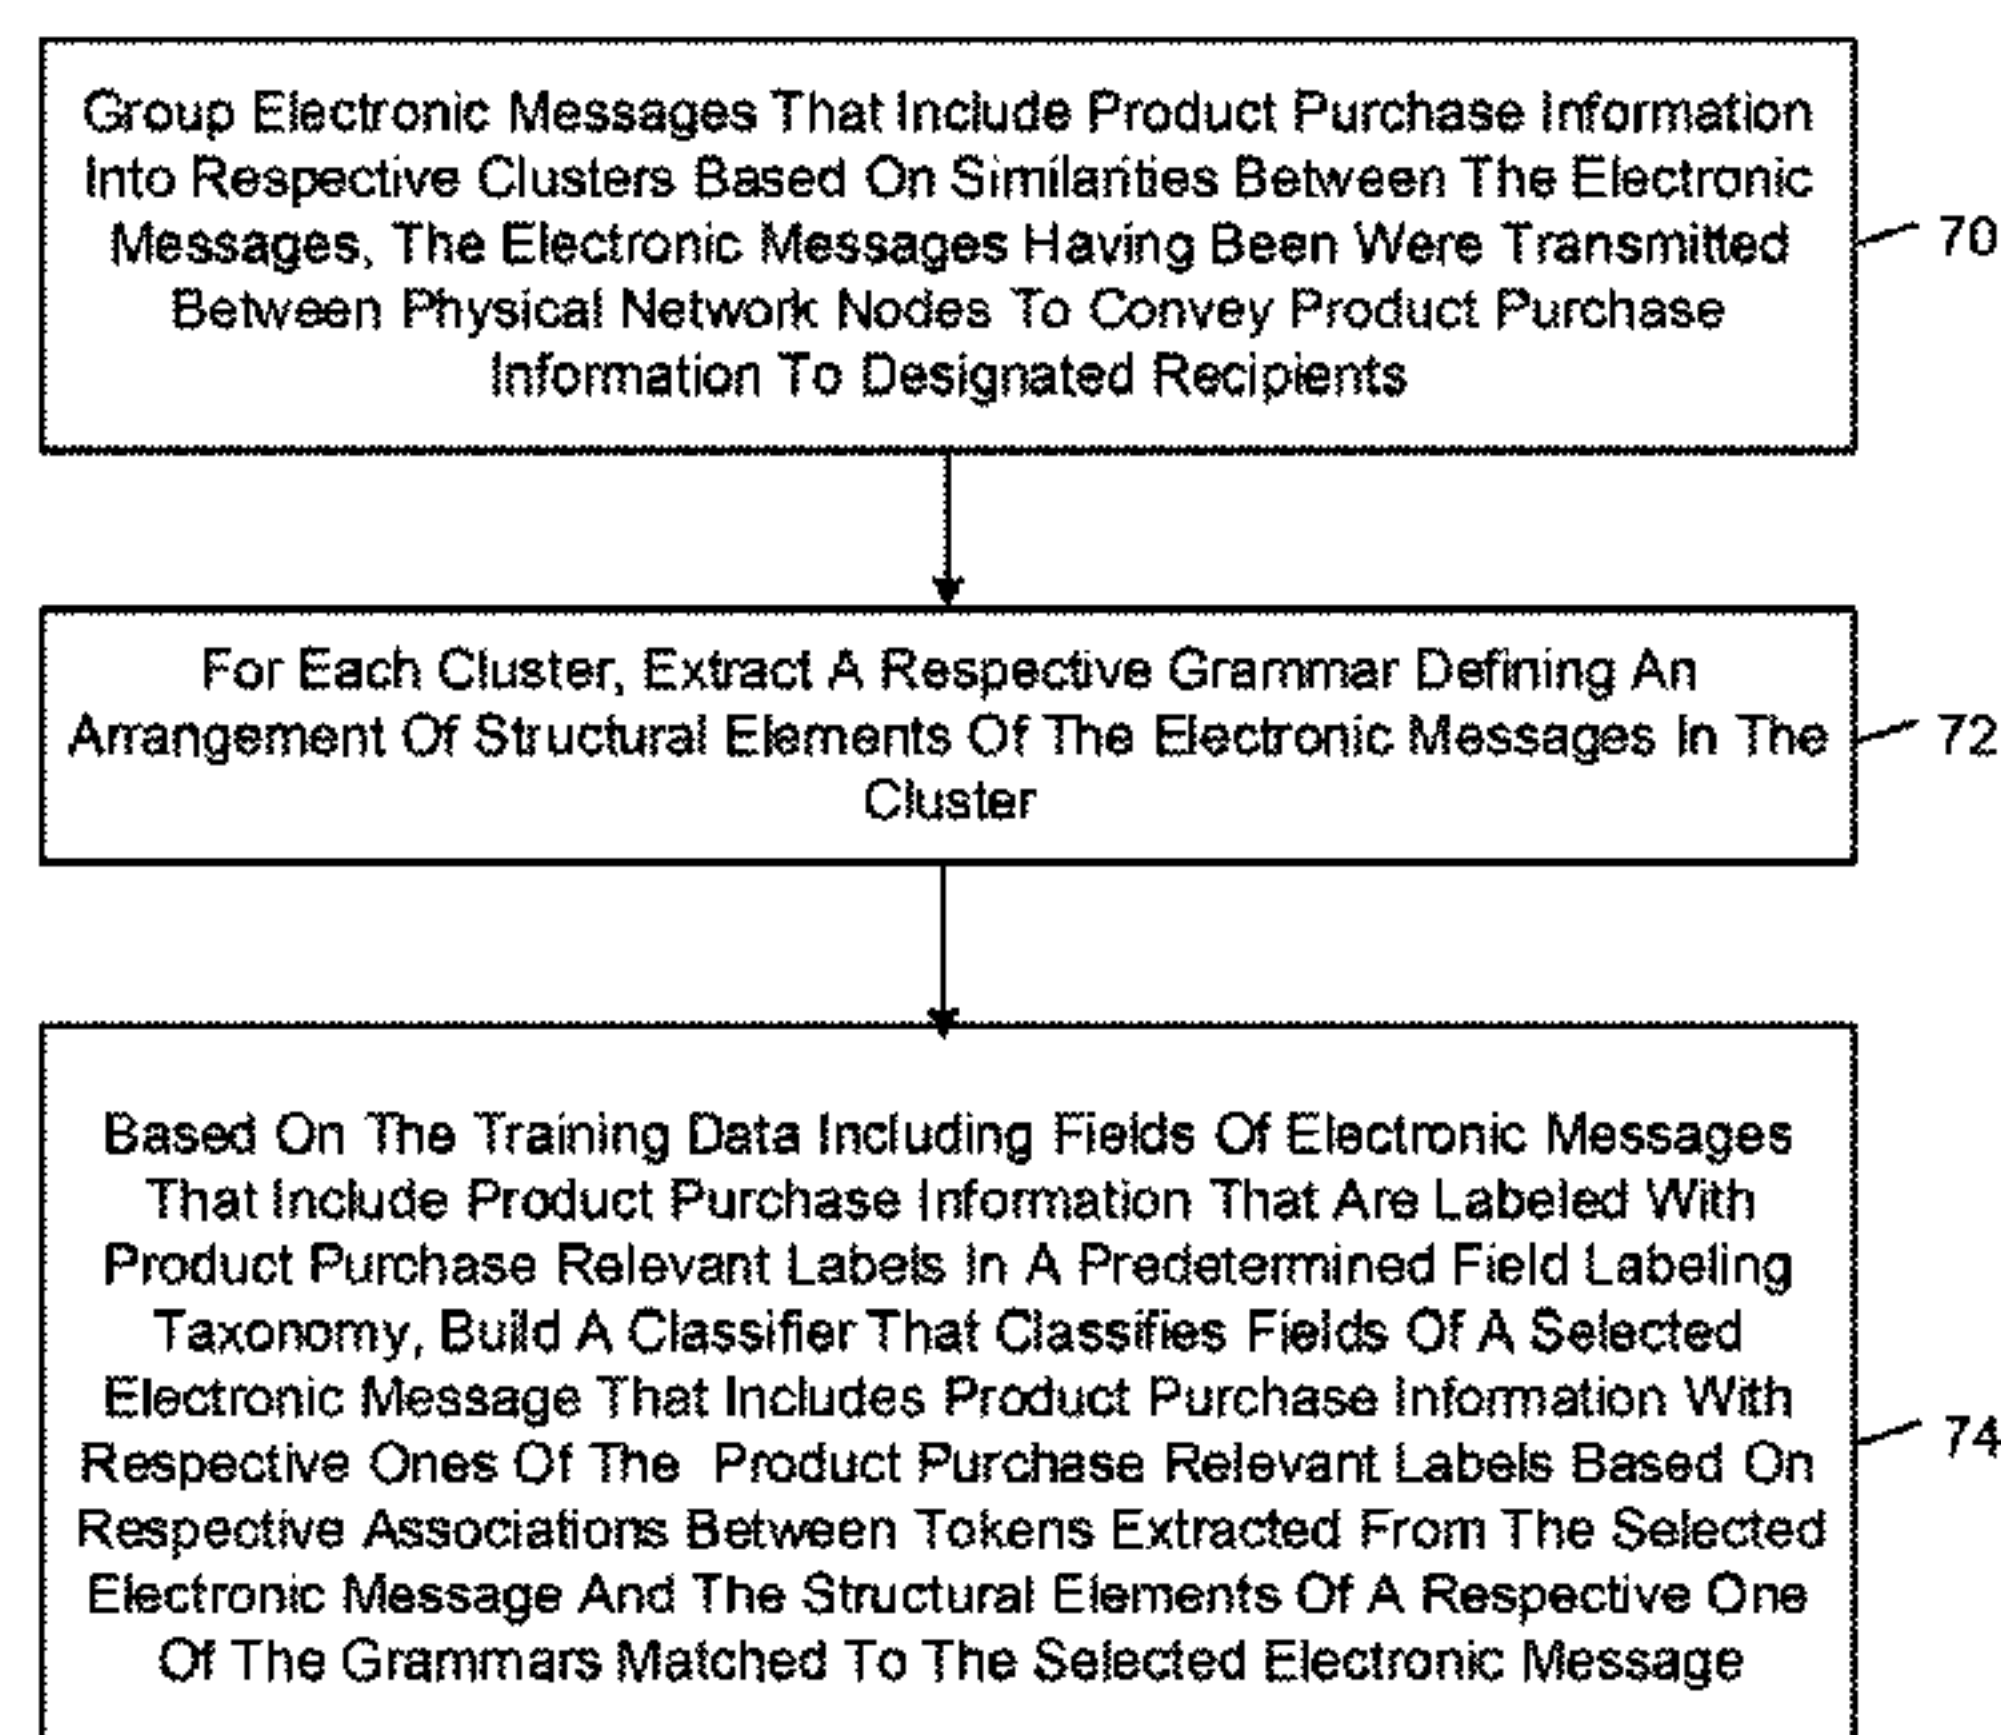 Group Electronic Messages That Include Product Purchase Information
Into Respective Clusters Based On Similarities Between The Electronic
Messages, The Electronic Messages Having Been Were Transmitted
Between Physical Network Nodes To Convey Product Purchase
Information To Designated Recipients
70
For Each Cluster, Extract A Respective Grammar Defining An
Arrangement Of Structural Elements Of The Electronic Messages In The
Cluster
72
Based On The Training Data Including Fields Of Electronic Messages
That Include Product Purchase Information That Are Labeled With
Product Purchase Relevant Labels In A Predetermined Field Labeling
Taxonomy, Build A Classifier That Classifies Fields Of A Selected
Electronic Message That Includes Product Purchase Information With
Respective Ones Of The Product Purchase Relevant Labels Based On
Respective Associations Between Tokens Extracted From The Selected
Electronic Message And The Structural Elements Of A Respective One
Of The Grammars Matched To The Selected Electronic Message
74